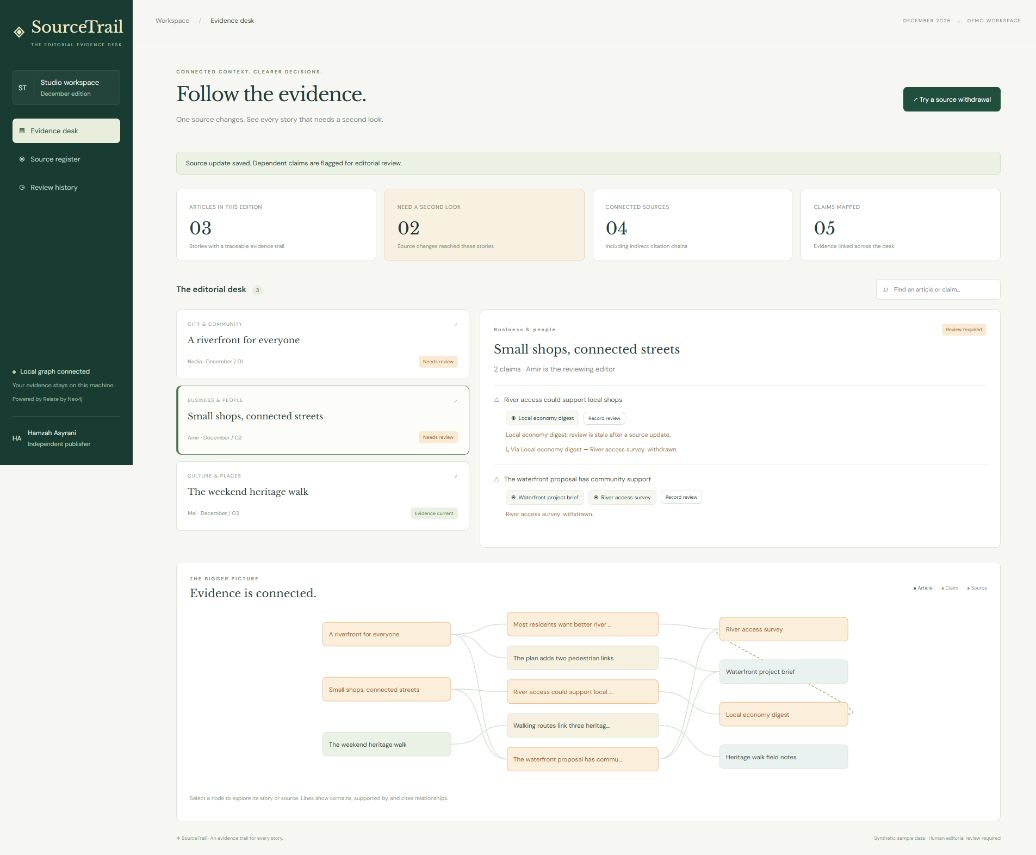 SourceTrail
THE EDITORIAL EVIDENCE DESK
ST
Studio workspace
December edition
Evidence desk
Source register
Review history
Local graph connected
Your evidence stays on this machine.
Powered by Relate by Neo4j
HA
Hamzah Asyrani
Independent publisher
Workspace / Evidence desk
DECEMBER 2026 DEMO WORKSPACE
CONNECTED CONTEXT. CLEARER DECISIONS.
Follow the evidence.
One source changes. See every story that needs a second look.
Try a source withdrawal
Source update saved. Dependent claims are flagged for editorial review.
ARTICLES IN THIS EDITION
03
Stories with a traceable evidence trail
NEED A SECOND LOOK
02
Source changes reached these stories
CONNECTED SOURCES
04
Including indirect citation chains
CLAIMS MAPPED
05
Evidence linked across the desk
The editorial desk 3
Find an article or claim...
CITY & COMMUNITY
A riverfront for everyone
Nadia · December / 01
Needs review
BUSINESS & PEOPLE
Small shops, connected streets
Amir · December / 02
Needs review
CULTURE & PLACES
The weekend heritage walk
Mei · December / 03
Evidence current
Business & people
Review required
Small shops, connected streets
2 claims · Amir is the reviewing editor
River access could support local shops
Local economy digest
Record review
Local economy digest: review is stale after a source update.
Via Local economy digest — River access survey: withdrawn.
The waterfront proposal has community support
Waterfront project brief
River access survey
Record review
River access survey: withdrawn.
THE BIGGER PICTURE
Evidence is connected.
Article Claim Source
A riverfront for everyone
Small shops, connected streets
The weekend heritage walk
Most residents want better river ...
The plan adds two pedestrian links
River access could support local ...
Walking routes link three heritag...
The waterfront proposal has commu...
River access survey
Waterfront project brief
Local economy digest
Heritage walk field notes
Select a node to explore its story or source. Lines show contains, supported by, and cites relationships.
SourceTrail · An evidence trail for every story.
Synthetic sample data · Human editorial review required